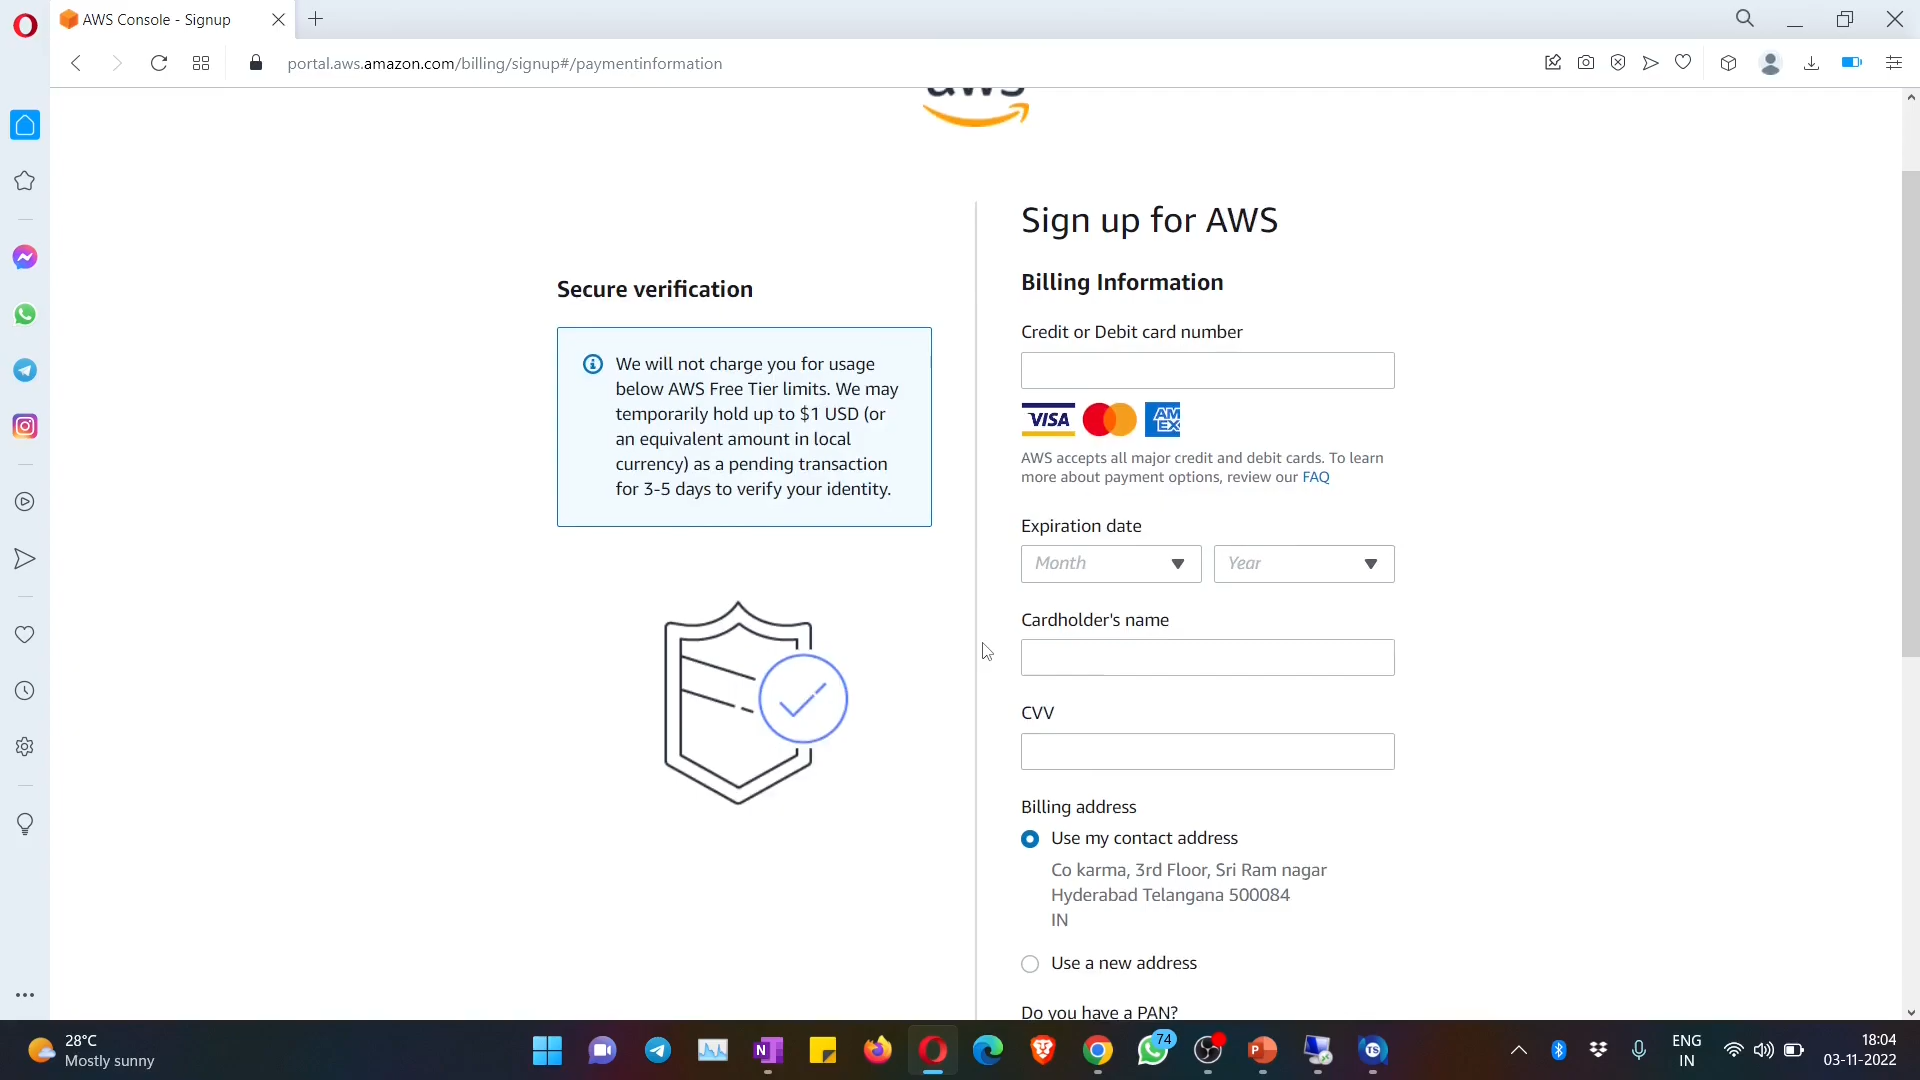 AWS Console - Signup
portal.aws.amazon.com/billing/signup#/paymentinformation
aws
Sign up for AWS
Secure verification
We will not charge you for usage
below AWS Free Tier limits. We may
temporarily hold up to $1 USD (or
an equivalent amount in local
currency) as a pending transaction
for 3-5 days to verify your identity.
Billing Information
Credit or Debit card number
VISA
AM
EX
AWS accepts all major credit and debit cards. To learn
more about payment options, review our FAQ
Expiration date
Month Year
Cardholder's name
CVV
Billing address
Use my contact address
Co karma, 3rd Floor, Sri Ram nagar
Hyderabad Telangana 500084
IN
Use a new address
Do you have a PAN?
28°C
Mostly sunny
N
74
P
TS
ENG
IN
18:04
03-11-2022